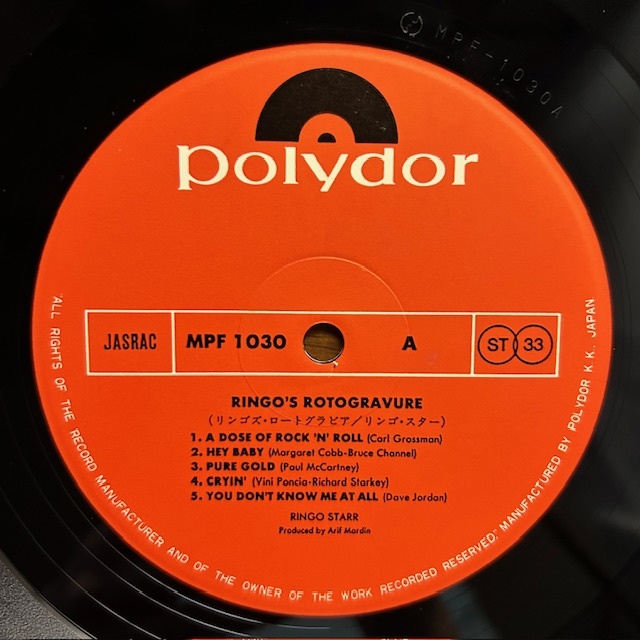 MPF-1030A
polydor
JASRAC
MPF 1030
A
ST 33
RINGO'S ROTOGRAVURE
(リンゴズ・ロートグラビア/リンゴ・スター)
1. A DOSE OF ROCK 'N' ROLL (Carl Grossman)
2. HEY BABY (Margaret Cobb-Bruce Channel)
3. PURE GOLD (Paul McCartney)
4. CRYIN' (Vini Poncia-Richard Starkey)
5. YOU DON'T KNOW ME AT ALL (Dave Jordan)
RINGO STARR
Produced by Arif Mardin
"ALL RIGHTS OF THE RECORD MANUFACTURER AND OF THE OWNER OF THE WORK RECORDED RESERVED," MANUFACTURED BY POLYDOR K.K. JAPAN